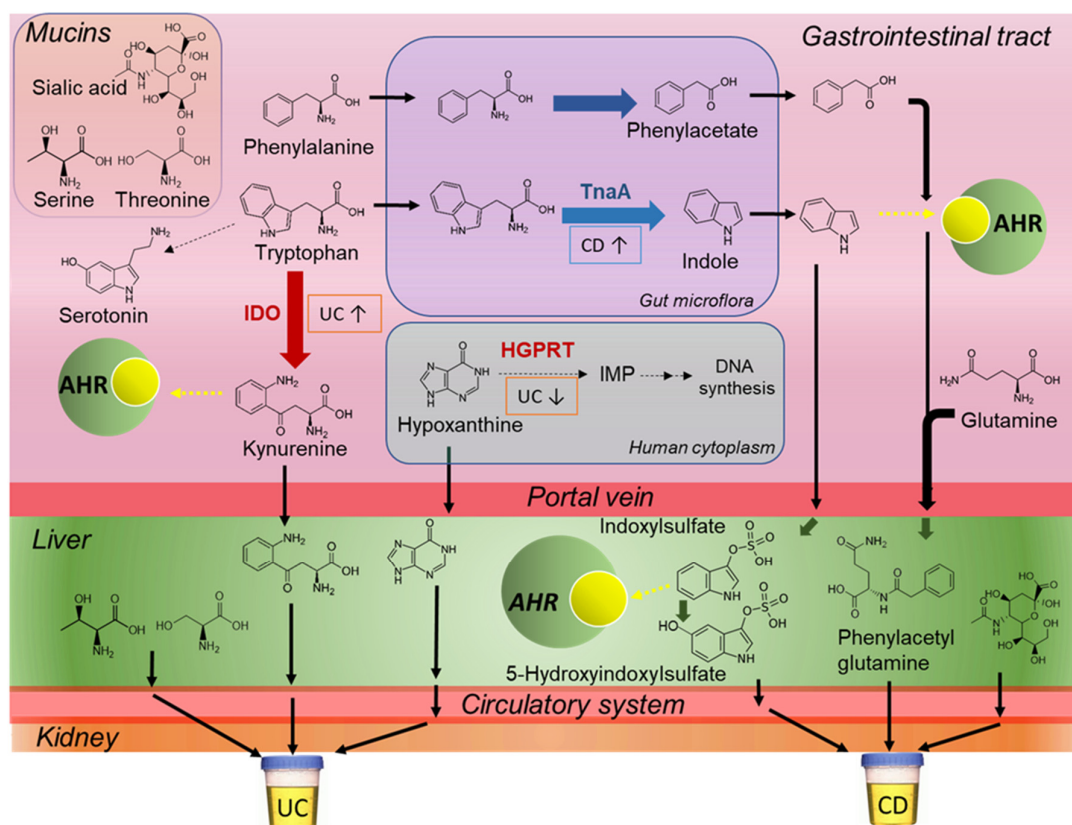 Mucins
Gastrointestinal tract
Sialic acid
Serine
Threonine
Phenylalanine
Phenylacetate
Tryptophan
TnaA
CD ↑
Indole
AHR
Gut microflora
Serotonin
IDO
UC ↑
AHR
Kynurenine
HGPRT
UC ↓
IMP
DNA
synthesis
Hypoxanthine
Human cytoplasm
Glutamine
Portal vein
Liver
Indoxylsulfate
AHR
5-Hydroxyindoxylsulfate
Phenylacetyl
glutamine
Circulatory system
Kidney
UC
CD